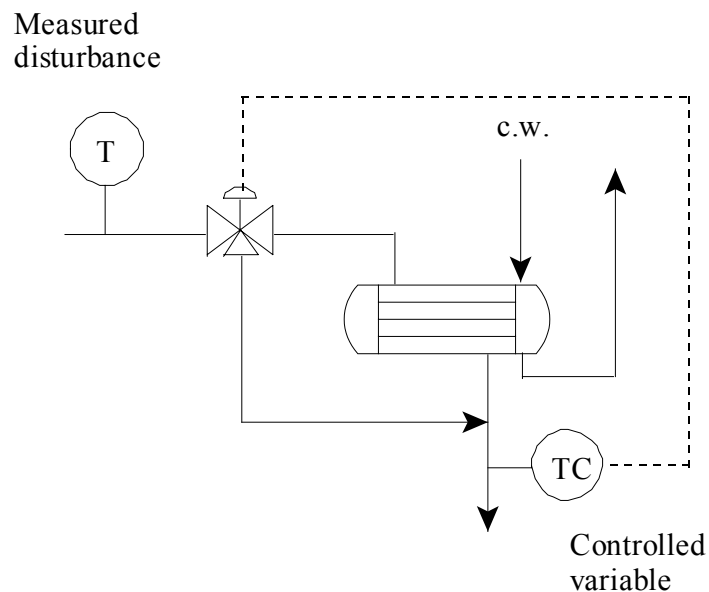 Measured
disturbance
T
c.w.
TC
Controlled
variable